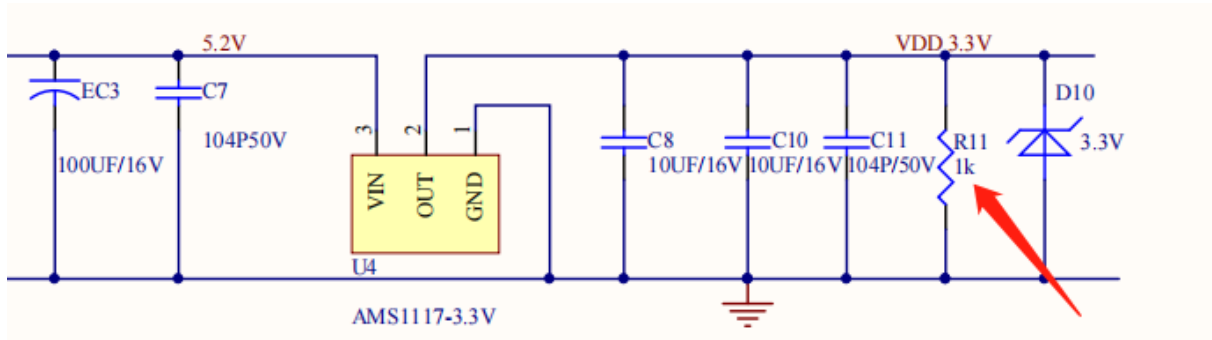 5.2V
VDD 3.3V
EC3
C7
D10
104P50V
3
2
1
C8
C10
C11
R11
3.3V
100UF/16V
10UF/16V
10UF/16V
104P/50V
1k
VIN
OUT
GND
U4
AMS1117-3.3V